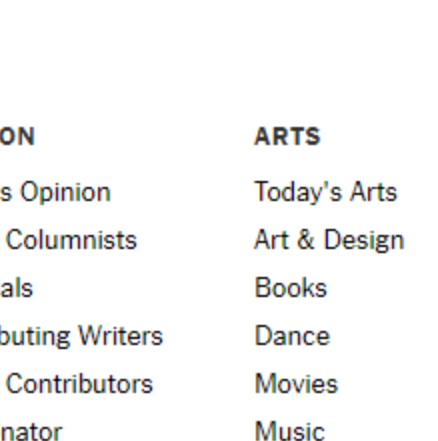 ON
s Opinion
Columnists
als
buting Writers
Contributors
nator
ARTS
Today's Arts
Art & Design
Books
Dance
Movies
Music